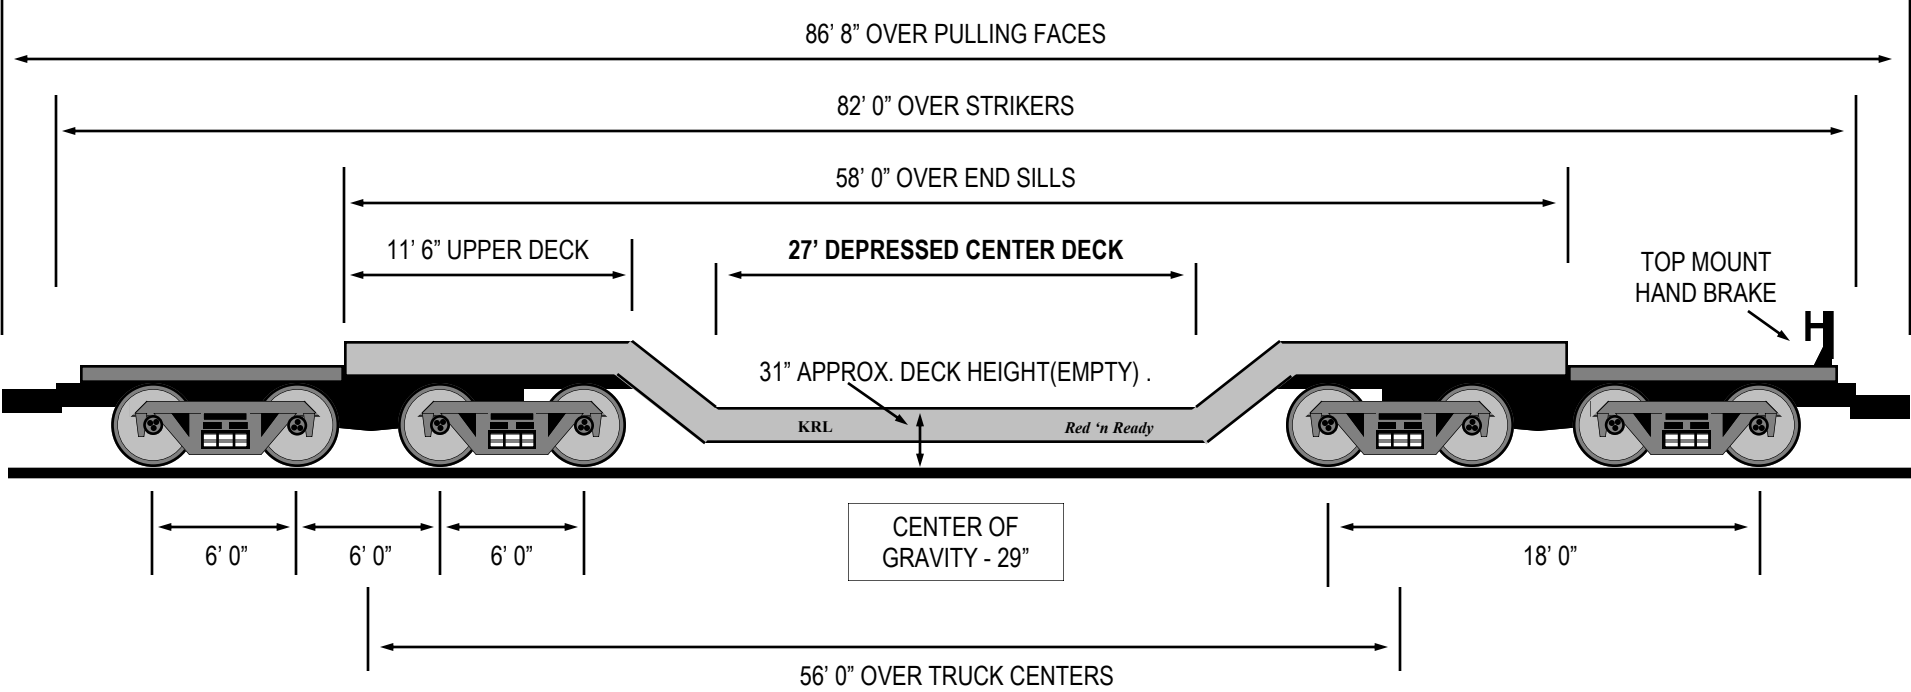 86’ 8” OVER PULLING FACES
82’ 0” OVER STRIKERS
58’ 0” OVER END SILLS
11’ 6” UPPER DECK
27’ DEPRESSED CENTER DECK
TOP MOUNT
HAND BRAKE
31” APPROX. DECK HEIGHT(EMPTY) .
KRL
Red ‘n Ready
6’ 0”
6’ 0”
6’ 0”
CENTER OF
GRAVITY - 29”
18’ 0”
56’ 0” OVER TRUCK CENTERS